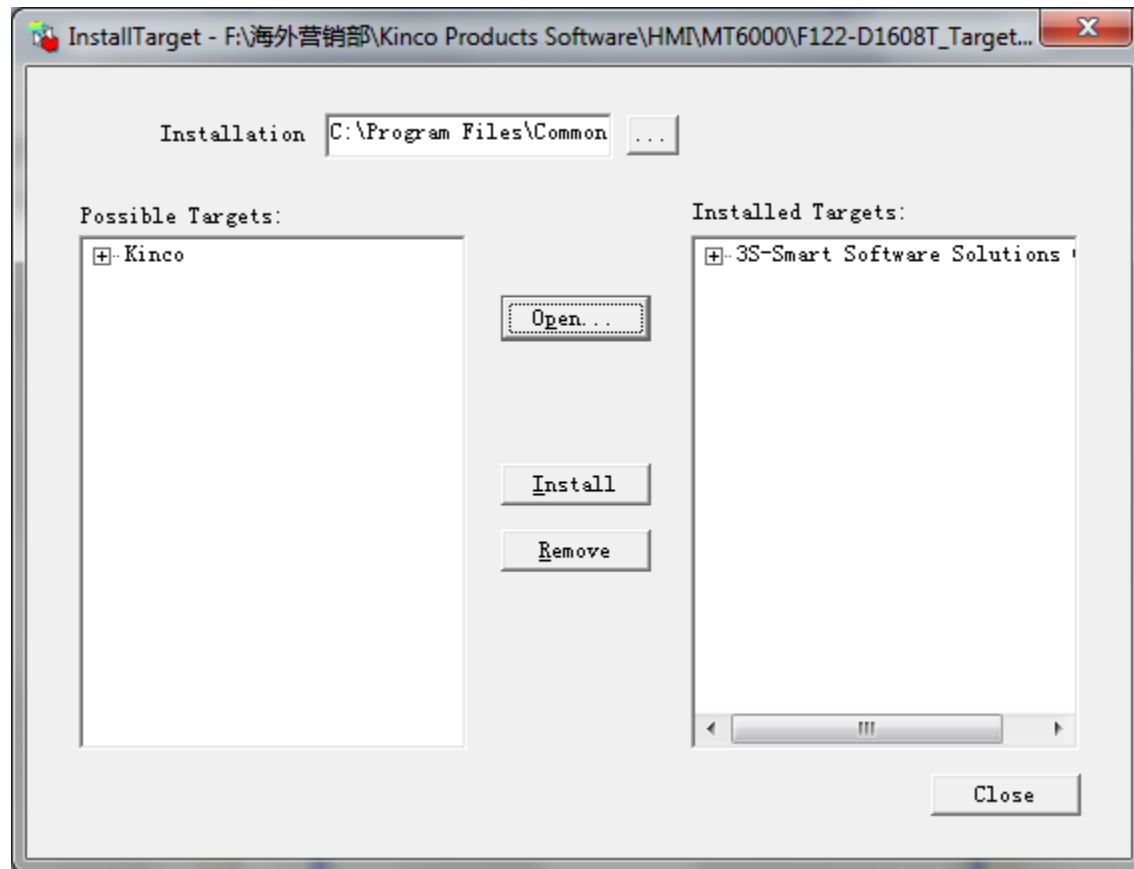 InstallTarget - F:\海外营销部\Kinco Products Software\HMI\MT6000\F122-D1608T_Target...
Installation C:\Program Files\Common ...
Possible Targets:
Installed Targets:
Kinco
3S-Smart Software Solutions
Open...
Install
Remove
Close